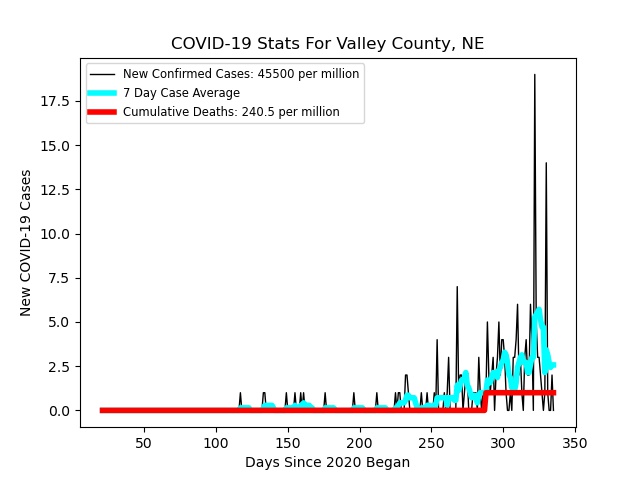 COVID-19 Stats For Valley County, NE
New Confirmed Cases: 45500 per million
7 Day Case Average
Cumulative Deaths: 240.5 per million
New COVID-19 Cases
17.5
15.0
12.5
10.0
7.5
5.0
2.5
0.0
50 100 150 200 250 300 350
Days Since 2020 Began